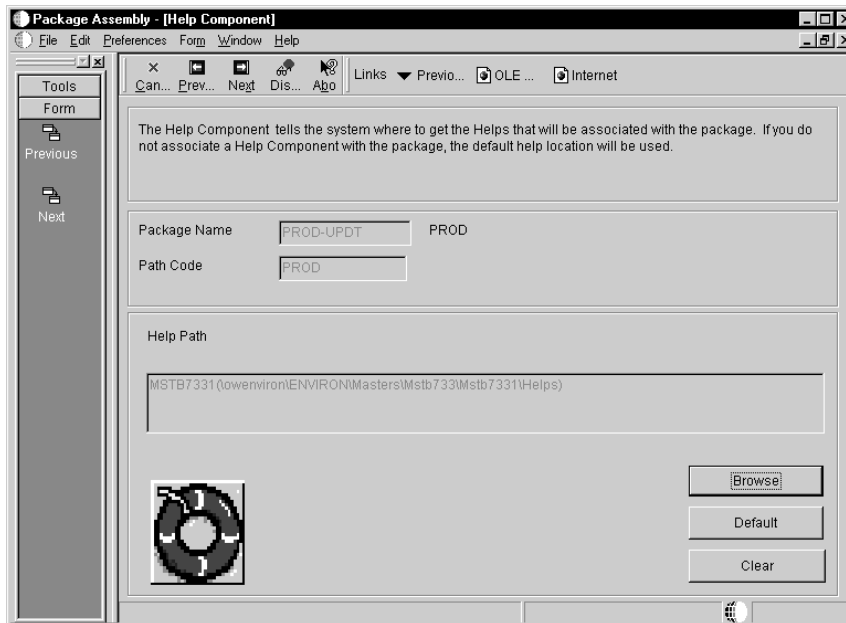 Package Assembly - [Help Component]
File Edit Preferences Form Window Help
Can... Prev... Next Dis... Abo Links Previo... OLE ... Internet
Tools
Form
Previous
Next
The Help Component tells the system where to get the Helps that will be associated with the package. If you do
not associate a Help Component with the package, the default help location will be used.
Package Name PROD-UPDT PROD
Path Code PROD
Help Path
MSTB7331(\owenviron\ENVIRON\Masters\Mstb733\Mstb7331\Helps)
Browse
Default
Clear